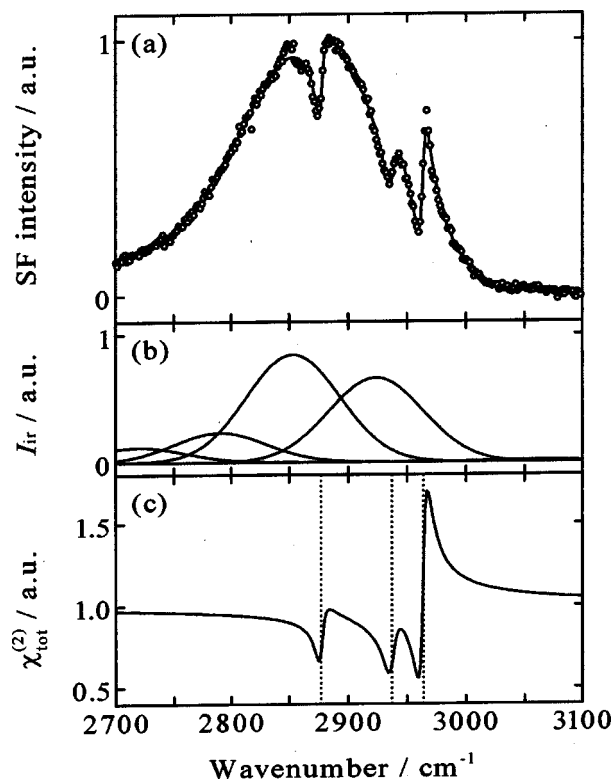 (a)
1
0
SF intensity / a.u.
(b)
1
0
I_ir / a.u.
(c)
1.5
1.0
0.5
χ_tot^(2) / a.u.
2700 2800 2900 3000 3100
Wavenumber / cm⁻¹